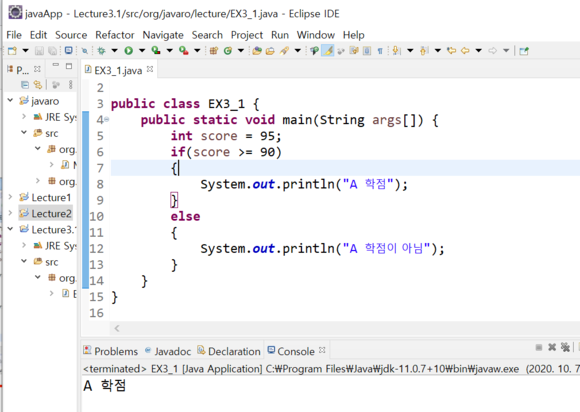 javaApp - Lecture3.1/src/org/javaro/lecture/EX3_1.java - Eclipse IDE
File Edit Source Refactor Navigate Search Project Run Window Help
P...
EX3_1.java
javaro
JRE Sy
src
org.
org.
Lecture1
Lecture2
Lecture3.
JRE Sy
src
org.
2
3 public class EX3_1 {
4 public static void main(String args[]) {
5 int score = 95;
6 if(score >= 90)
7 {
8 System.out.println("A 학점");
9 }
10 else
11 {
12 System.out.println("A 학점이 아님");
13 }
14 }
15 }
16
Problems Javadoc Declaration Console
<terminated> EX3_1 [Java Application] C:₩Program Files₩Java₩jdk-11.0.7+10₩bin₩javaw.exe (2020. 10. 7
A 학점